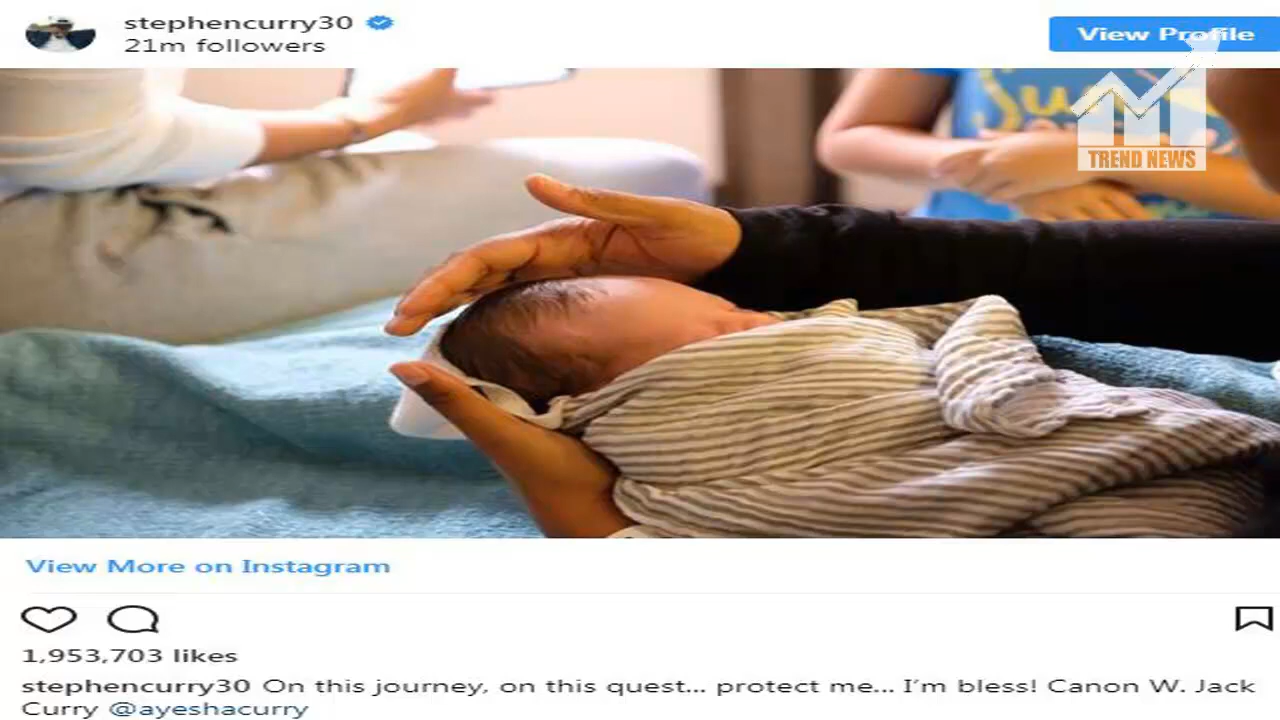 stephencurry30
21m followers
View Profile
Su
TREND NEWS
View More on Instagram
1,953,703 likes
stephencurry30 On this journey, on this quest... protect me... I'm bless! Canon W. Jack
Curry @ayeshacurry